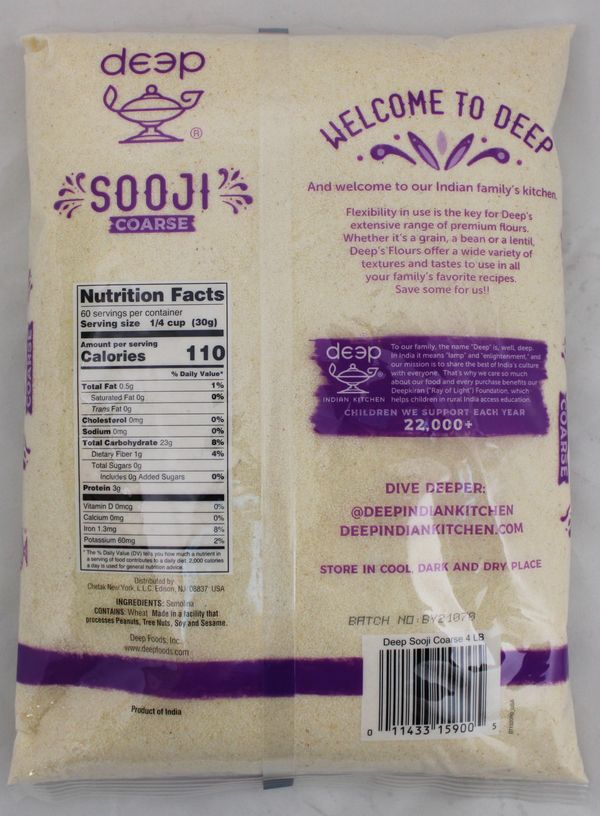 deep
®
SOOJI
COARSE
Nutrition Facts
60 servings per container
Serving size 1/4 cup (30g)
Amount per serving
Calories 110
% Daily Value*
Total Fat 0.5g 1%
Saturated Fat 0g 0%
Trans Fat 0g
Cholesterol 0mg 0%
Sodium 0mg 0%
Total Carbohydrate 23g 8%
Dietary Fiber 1g 4%
Total Sugars 0g
Includes 0g Added Sugars 0%
Protein 3g
Vitamin D 0mcg 0%
Calcium 0mg 0%
Iron 1.3mg 8%
Potassium 60mg 2%
*The % Daily Value (DV) tells you how much a nutrient in
a serving of food contributes to a daily diet. 2,000 calories
a day is used for general nutrition advice.
Distributed by
Chetak New York, L.L.C. Edison, NJ 08837 USA
INGREDIENTS: Semolina
CONTAINS: Wheat. Made in a facility that
processes Peanuts, Tree Nuts, Soy and Sesame.
Deep Foods, Inc.
www.deepfoods.com
Product of India
WELCOME TO DEEP
And welcome to our Indian family's kitchen.
Flexibility in use is the key for Deep's
extensive range of premium flours.
Whether it's a grain, a bean or a lentil,
Deep's Flours offer a wide variety of
textures and tastes to use in all
your family's favorite recipes.
Save some for us!!
deep
INDIAN KITCHEN
To our family, the name "Deep" is, well, deep.
In India it means "lamp" and "enlightenment," and
our mission is to share the best of India's culture
with everyone. That's why we care so much
about our food and every purchase benefits our
Deepkiran ("Ray of Light") Foundation, which
helps children in rural India access education.
CHILDREN WE SUPPORT EACH YEAR
22,000+
DIVE DEEPER:
@DEEPINDIANKITCHEN
DEEPINDIANKITCHEN.COM
STORE IN COOL, DARK AND DRY PLACE
BATCH NO:BY21079
Deep Sooji Coarse 4 LB
0 11433 15900 5
COARSE
COARSE